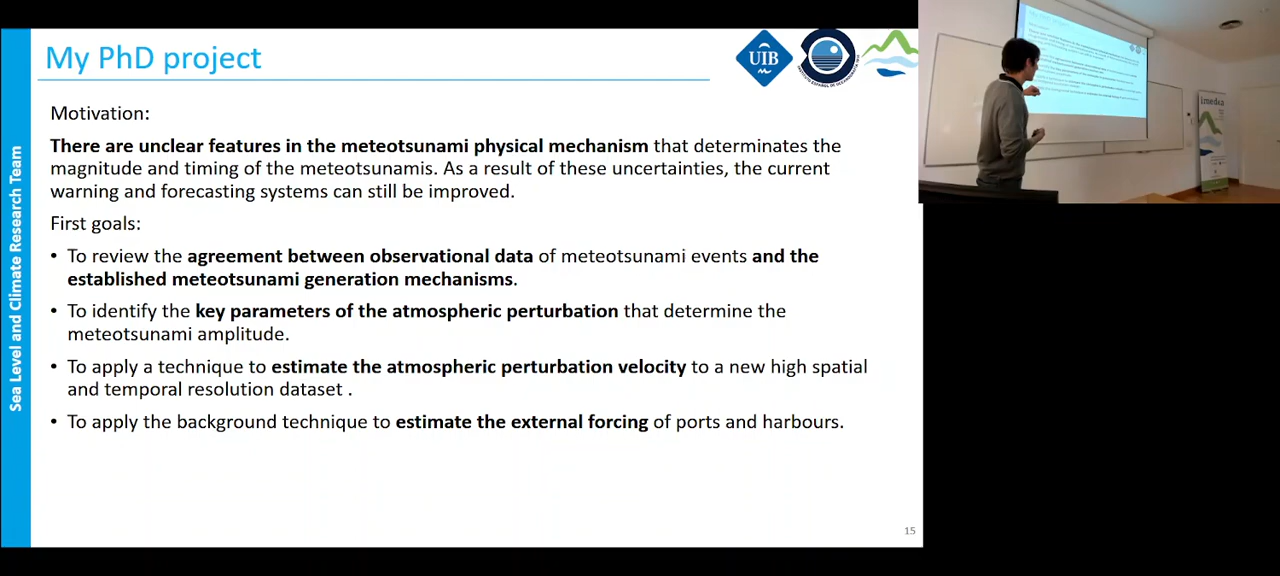 My PhD project
UIB
INSTITUTO ESPAÑOL DE OCEANOGRAFÍA
Sea Level and Climate Research Team
Motivation:
There are unclear features in the meteotsunami physical mechanism that determinates the
magnitude and timing of the meteotsunamis. As a result of these uncertainties, the current
warning and forecasting systems can still be improved.
First goals:
• To review the agreement between observational data of meteotsunami events and the
established meteotsunami generation mechanisms.
• To identify the key parameters of the atmospheric perturbation that determine the
meteotsunami amplitude.
• To apply a technique to estimate the atmospheric perturbation velocity to a new high spatial
and temporal resolution dataset .
• To apply the background technique to estimate the external forcing of ports and harbours.
15
imedea